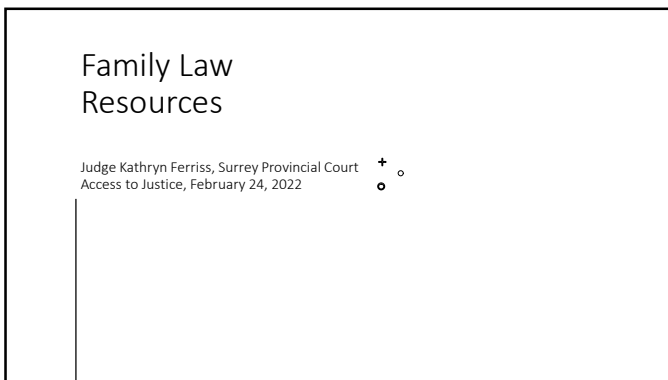 Family Law
Resources
Judge Kathryn Ferriss, Surrey Provincial Court
Access to Justice, February 24, 2022